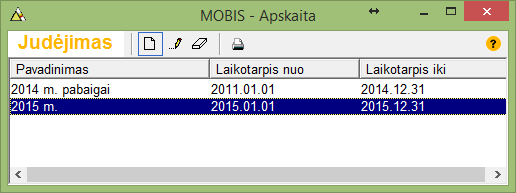 MOBIS - Apskaita
Judėjimas
Pavadinimas Laikotarpis nuo Laikotarpis iki
2014 m. pabaigai 2011.01.01 2014.12.31
2015 m. 2015.01.01 2015.12.31